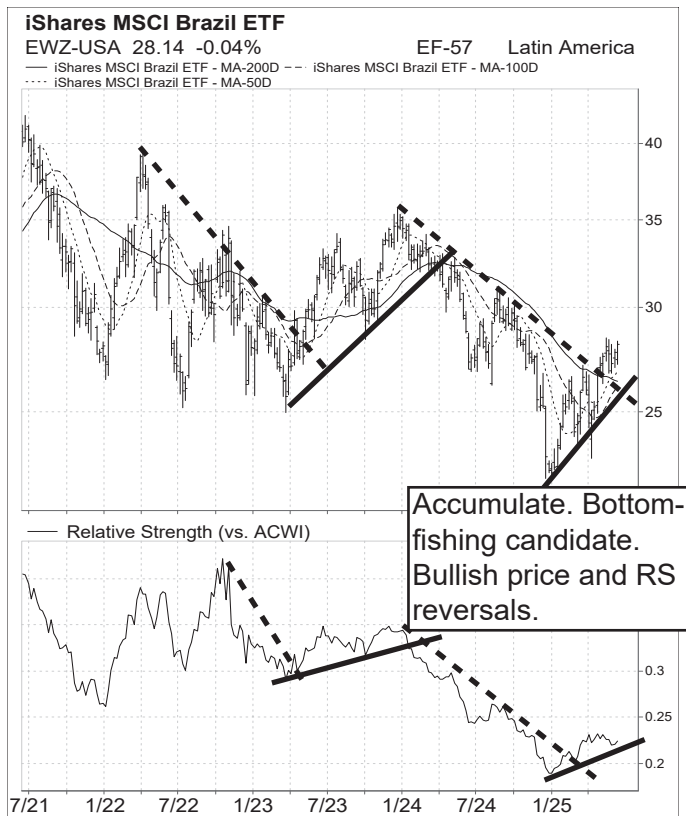 iShares MSCI Brazil ETF
EWZ-USA 28.14 -0.04% EF-57 Latin America
iShares MSCI Brazil ETF - MA-200D iShares MSCI Brazil ETF - MA-100D
iShares MSCI Brazil ETF - MA-50D
40
35
30
25
Accumulate. Bottom-
fishing candidate.
Bullish price and RS
reversals.
Relative Strength (vs. ACWI)
0.3
0.25
0.2
7/21 1/22 7/22 1/23 7/23 1/24 7/24 1/25